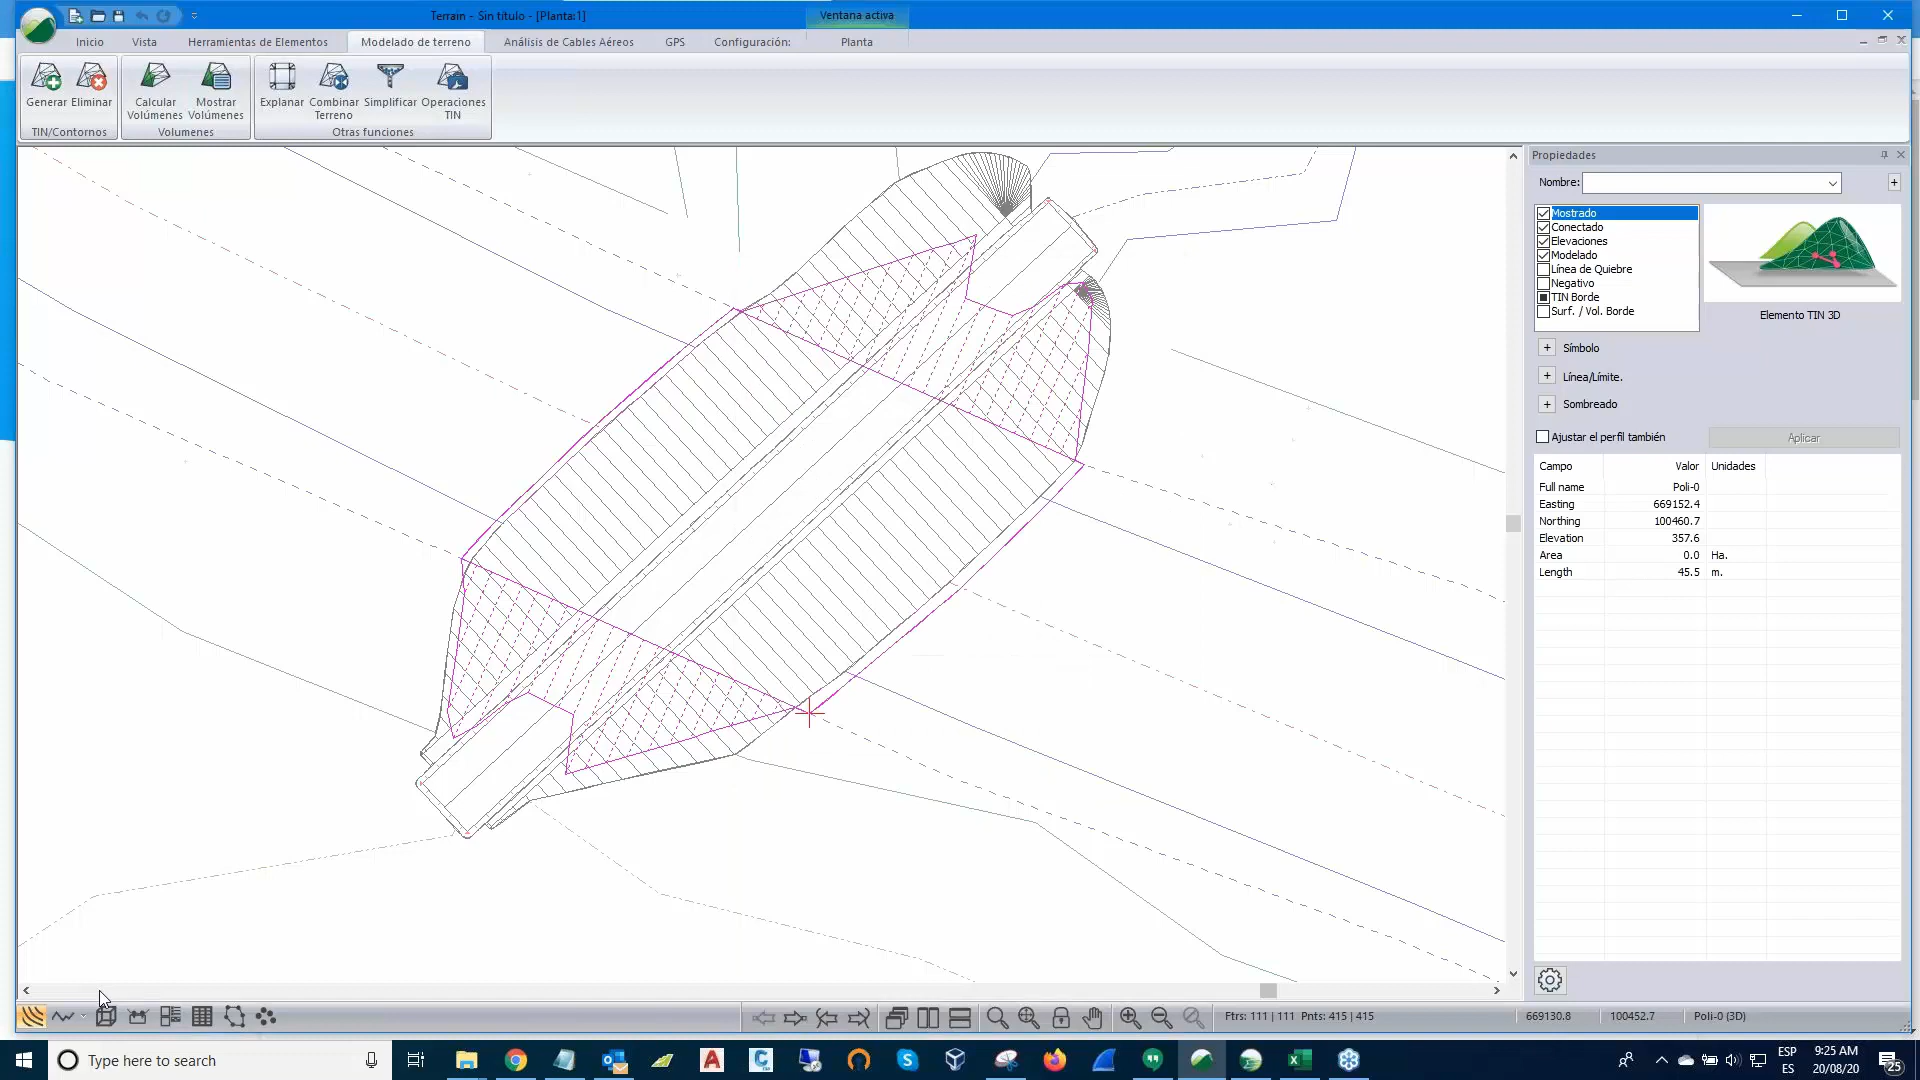 Terrain - Sin título - [Planta:1]
Ventana activa
Inicio
Vista
Herramientas de Elementos
Modelado de terreno
Análisis de Cables Aéreos
GPS
Configuración:
Planta
Generar
Eliminar
TIN/Contornos
Calcular
Volúmenes
Mostrar
Volúmenes
Volumenes
Explanar
Combinar
Terreno
Simplificar
Operaciones
TIN
Otras funciones
Propiedades
Nombre:
Mostrado
Conectado
Elevaciones
Modelado
Línea de Quiebre
Negativo
TIN Borde
Surf. / Vol. Borde
Elemento TIN 3D
Símbolo
Línea/Límite.
Sombreado
Ajustar el perfil también
Aplicar
Campo Valor Unidades
Full name Poli-0
Easting 669152.4
Northing 100460.7
Elevation 357.6
Area 0.0 Ha.
Length 45.5 m.
Ftrs: 111 | 111 Pnts: 415 | 415
669130.8
100452.7
Poli-0 (3D)
Type here to search
ESP
ES
9:25 AM
20/08/20
25